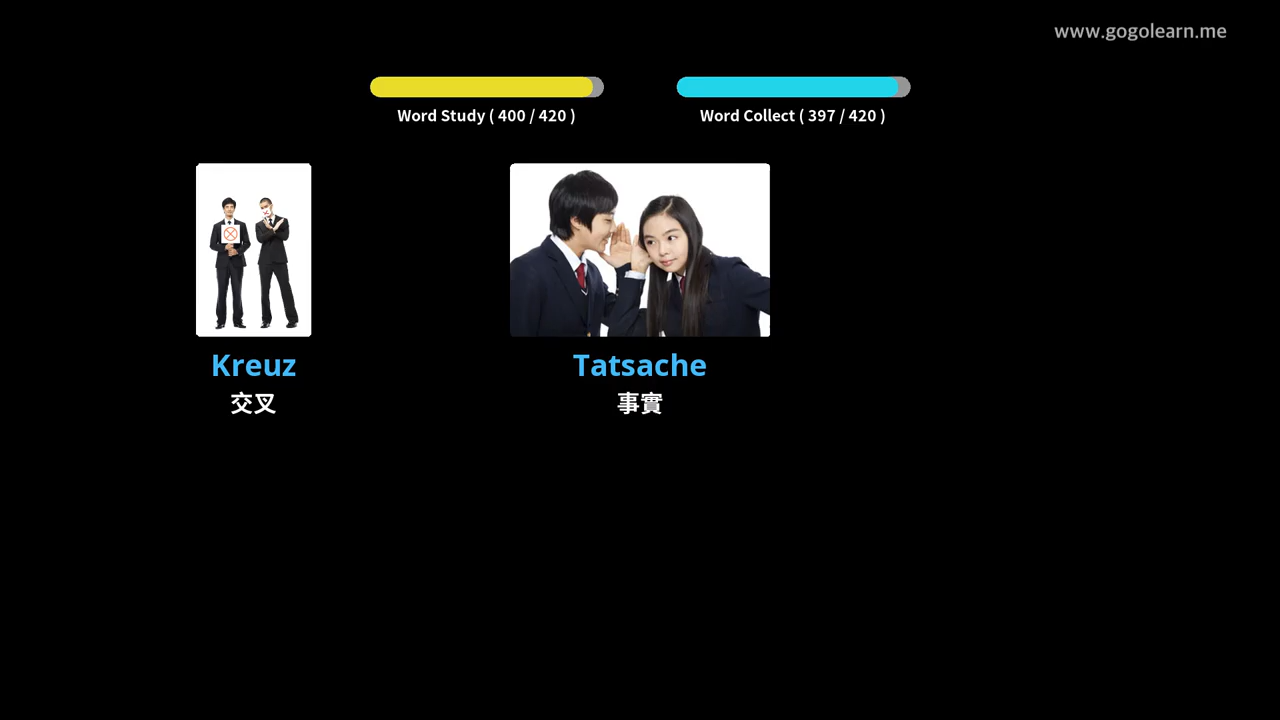 www.gogolearn.me
Word Study ( 400 / 420 )
Word Collect ( 397 / 420 )
Kreuz
交叉
Tatsache
事實